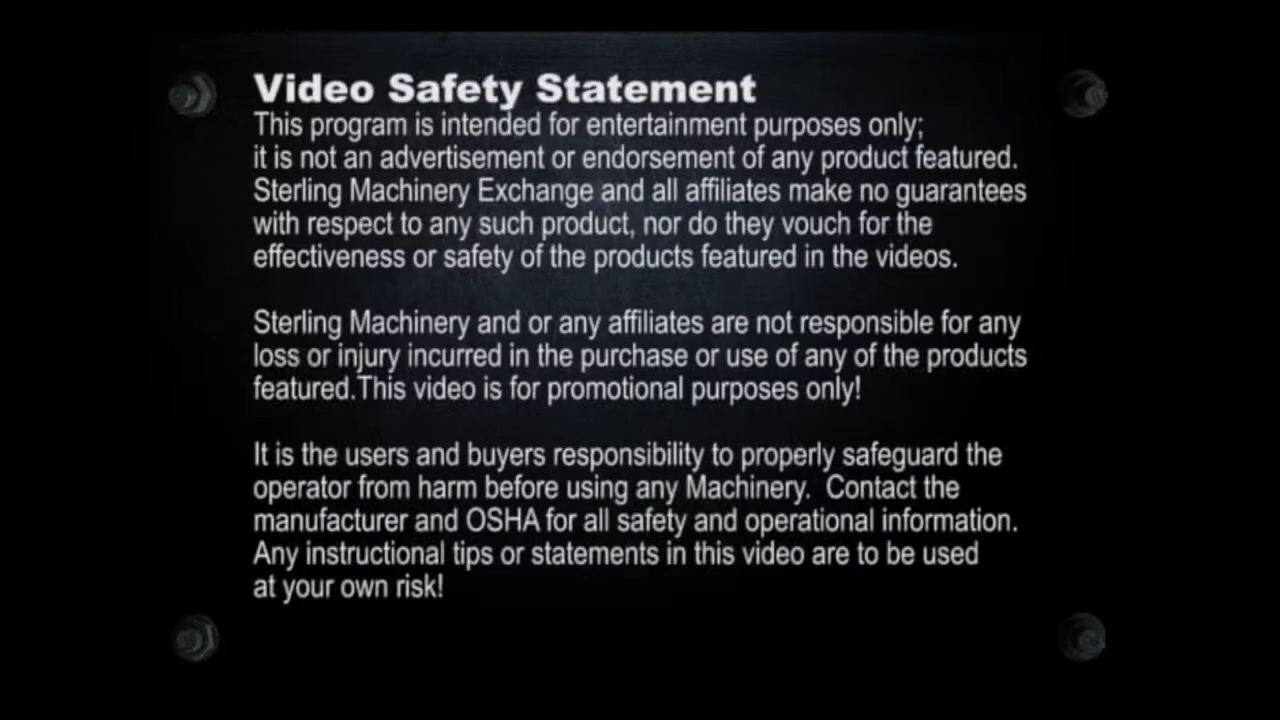 Video Safety Statement
This program is intended for entertainment purposes only;
it is not an advertisement or endorsement of any product featured.
Sterling Machinery Exchange and all affiliates make no guarantees
with respect to any such product, nor do they vouch for the
effectiveness or safety of the products featured in the videos.
Sterling Machinery and or any affiliates are not responsible for any
loss or injury incurred in the purchase or use of any of the products
featured.This video is for promotional purposes only!
It is the users and buyers responsibility to properly safeguard the
operator from harm before using any Machinery.  Contact the
manufacturer and OSHA for all safety and operational information.
Any instructional tips or statements in this video are to be used
at your own risk!